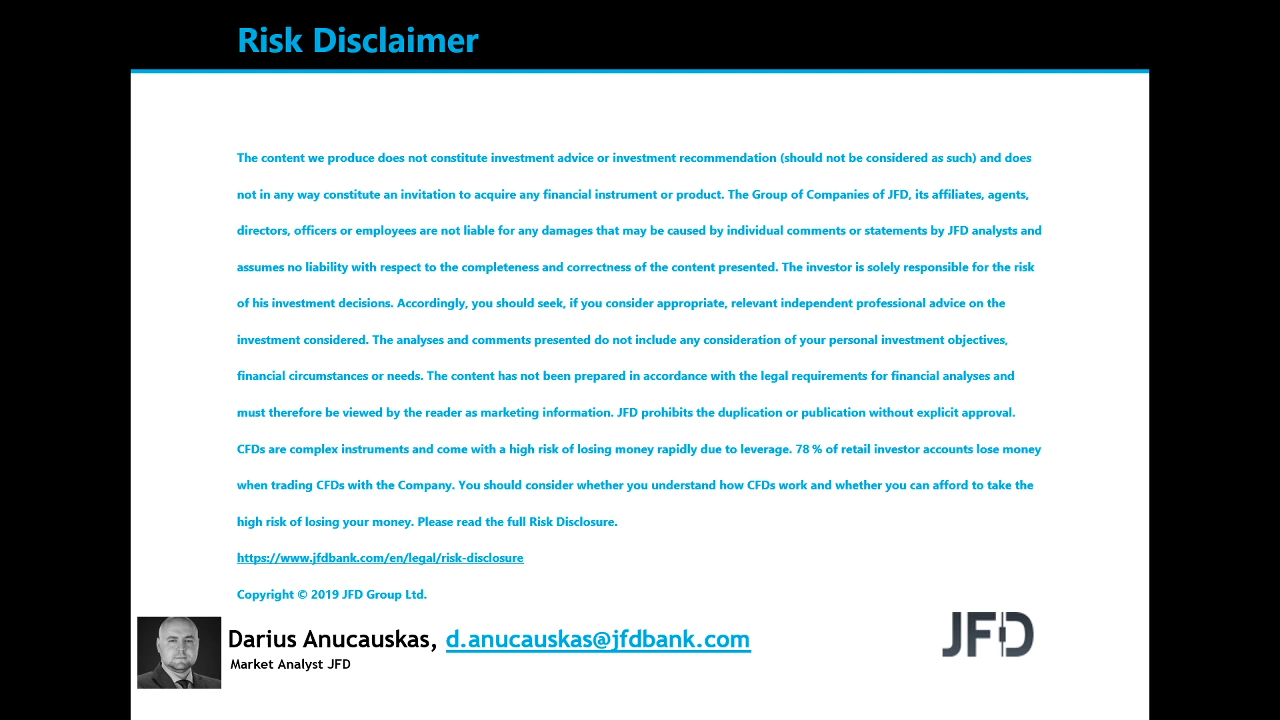 Risk Disclaimer
The content we produce does not constitute investment advice or investment recommendation (should not be considered as such) and does
not in any way constitute an invitation to acquire any financial instrument or product. The Group of Companies of JFD, its affiliates, agents,
directors, officers or employees are not liable for any damages that may be caused by individual comments or statements by JFD analysts and
assumes no liability with respect to the completeness and correctness of the content presented. The investor is solely responsible for the risk
of his investment decisions. Accordingly, you should seek, if you consider appropriate, relevant independent professional advice on the
investment considered. The analyses and comments presented do not include any consideration of your personal investment objectives,
financial circumstances or needs. The content has not been prepared in accordance with the legal requirements for financial analyses and
must therefore be viewed by the reader as marketing information. JFD prohibits the duplication or publication without explicit approval.
CFDs are complex instruments and come with a high risk of losing money rapidly due to leverage. 78 % of retail investor accounts lose money
when trading CFDs with the Company. You should consider whether you understand how CFDs work and whether you can afford to take the
high risk of losing your money. Please read the full Risk Disclosure.
https://www.jfdbank.com/en/legal/risk-disclosure
Copyright © 2019 JFD Group Ltd.
Darius Anucauskas, d.anucauskas@jfdbank.com
Market Analyst JFD
JFD